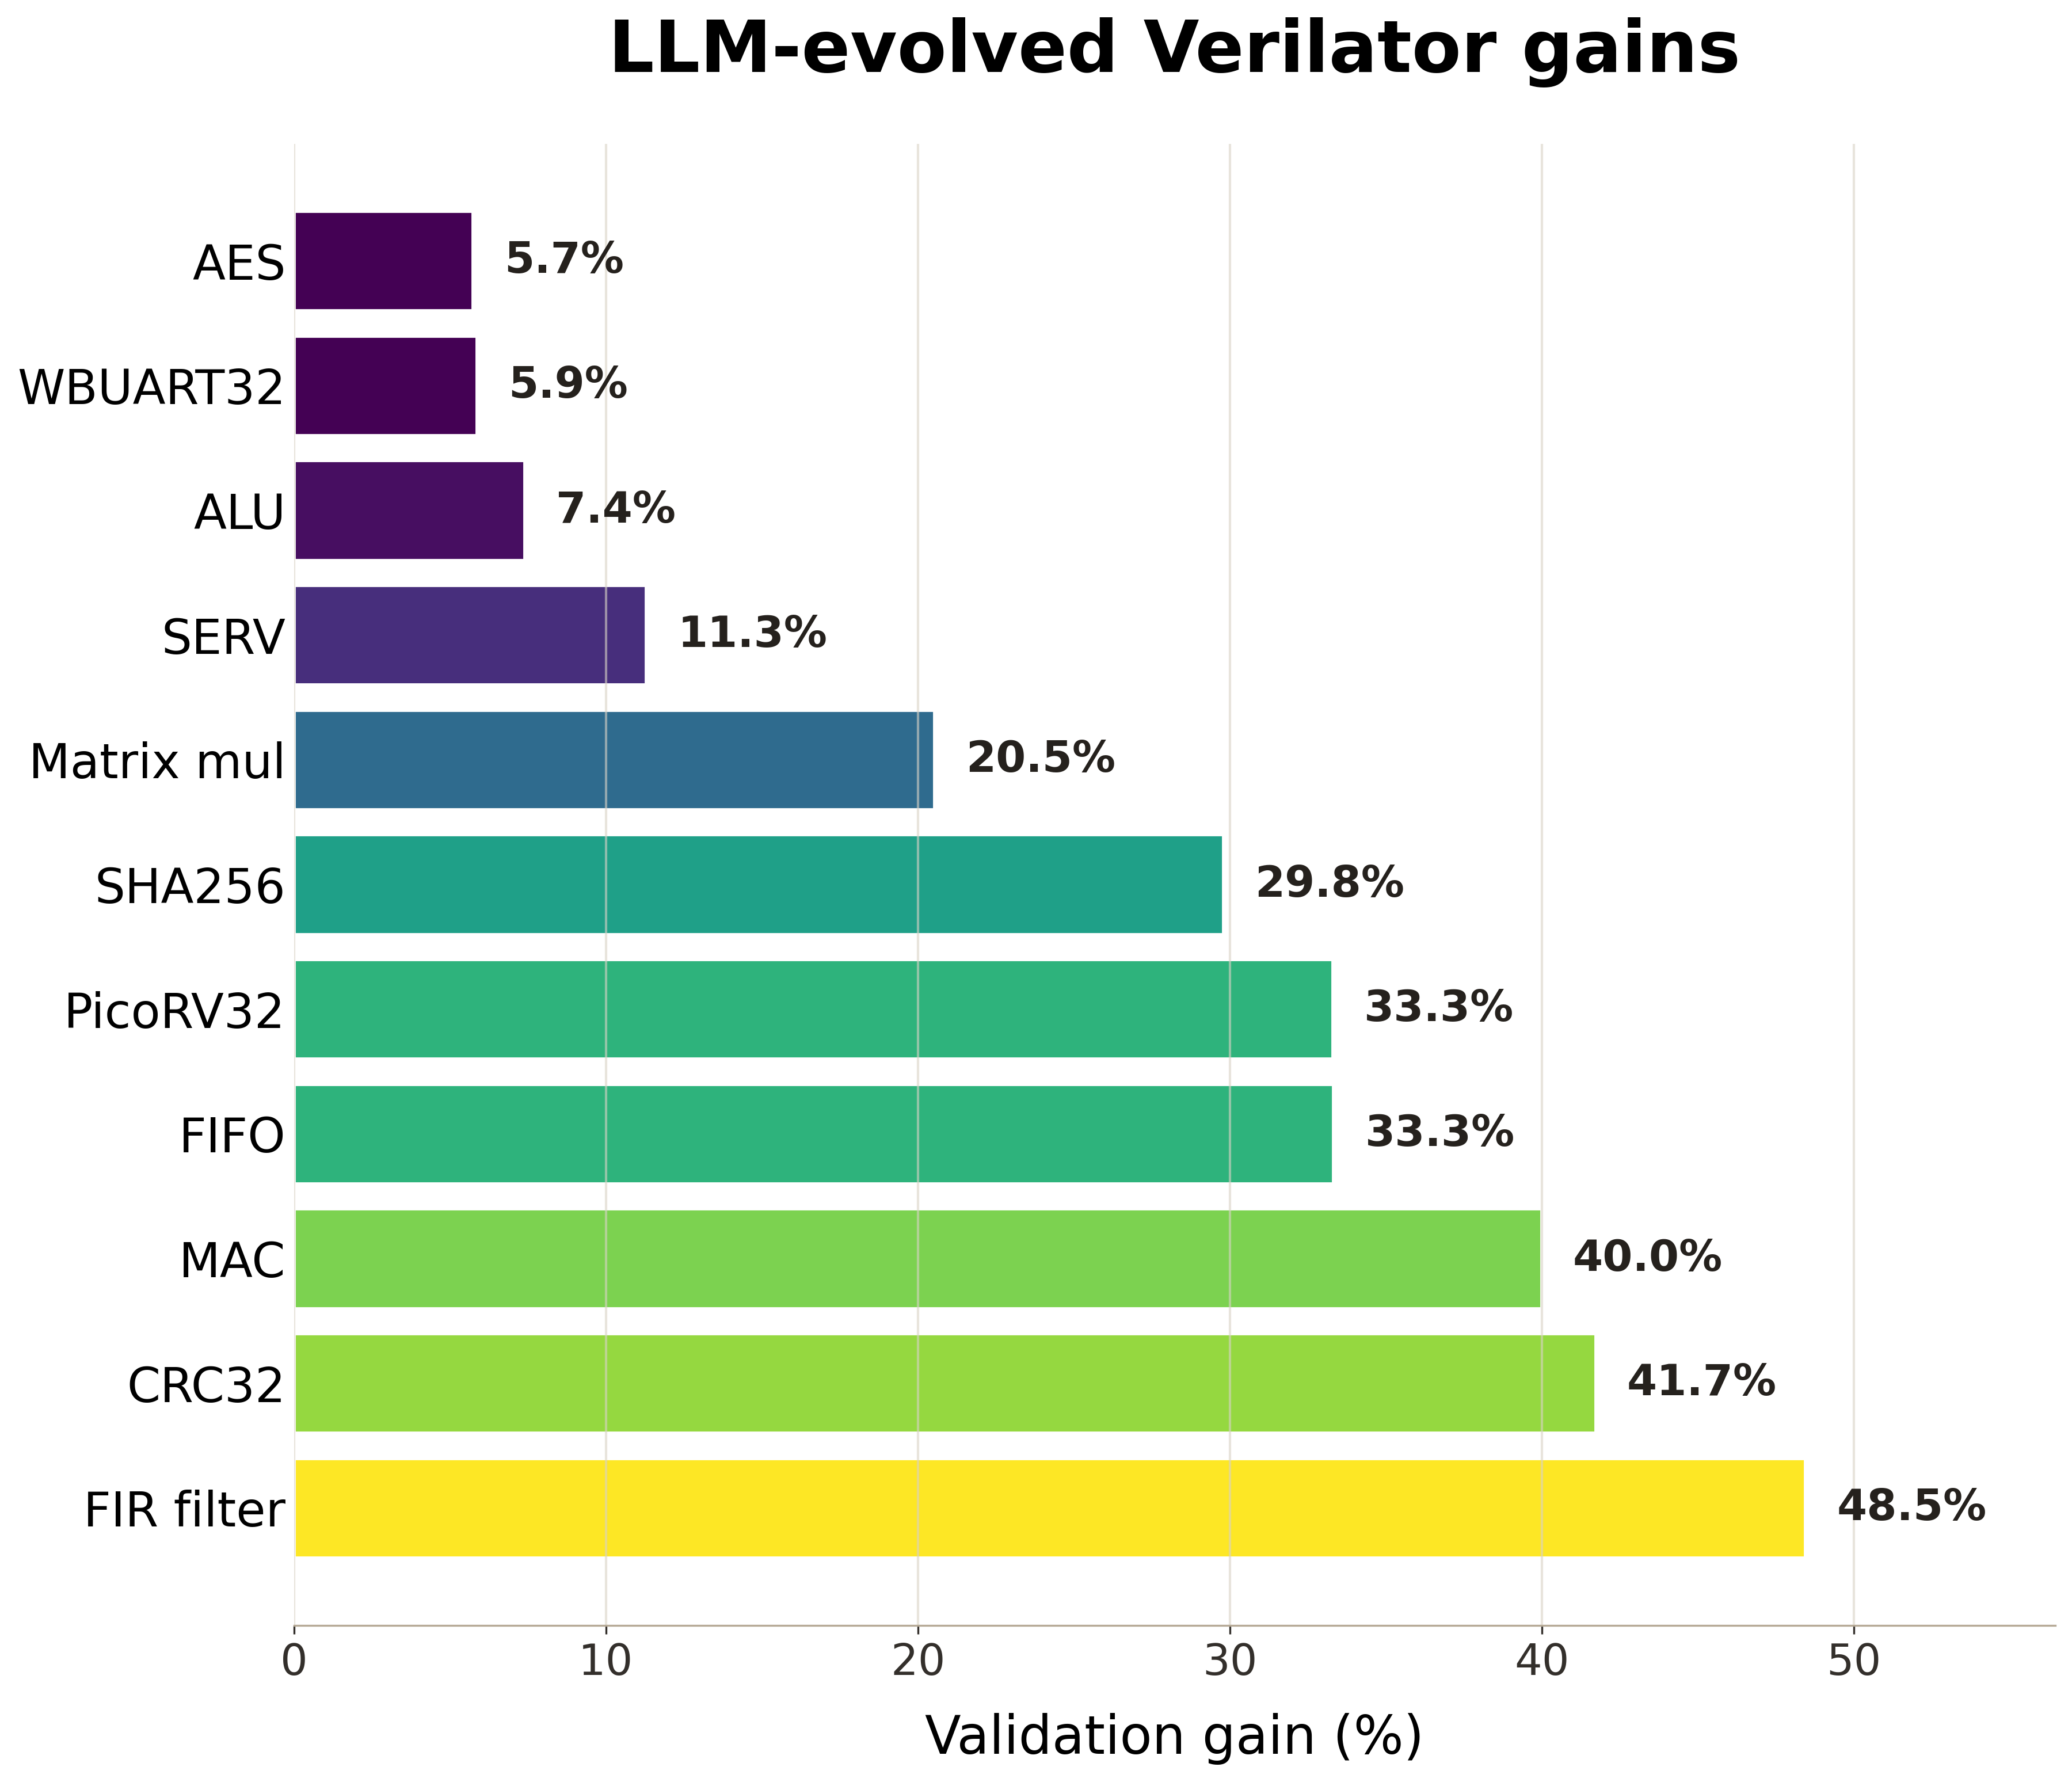 LLM-evolved Verilator gains
AES 5.7%
WBUART32 5.9%
ALU 7.4%
SERV 11.3%
Matrix mul 20.5%
SHA256 29.8%
PicoRV32 33.3%
FIFO 33.3%
MAC 40.0%
CRC32 41.7%
FIR filter 48.5%
0 10 20 30 40 50
Validation gain (%)